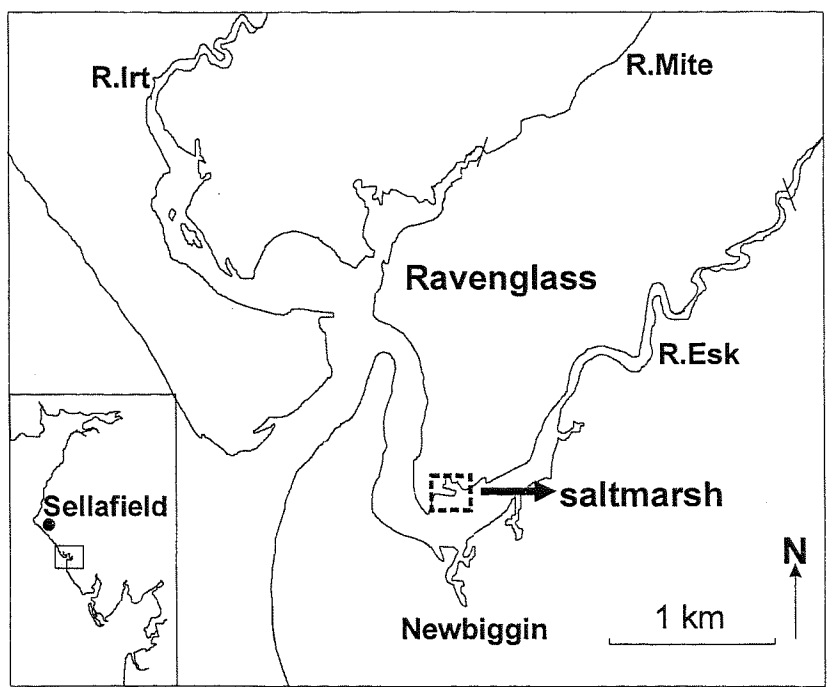 R.Irt
R.Mite
Ravenglass
R.Esk
Sellafield
saltmarsh
N
Newbiggin
1 km